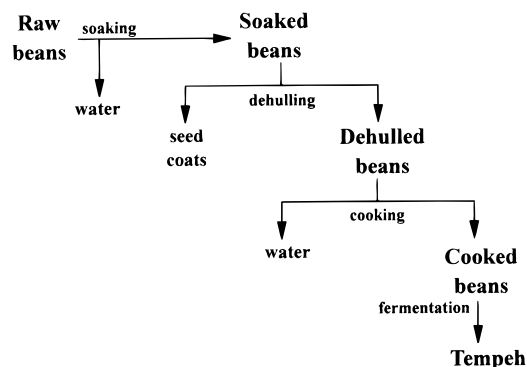 Raw
beans
soaking
Soaked
beans
water
dehulling
seed
coats
Dehulled
beans
cooking
water
Cooked
beans
fermentation
Tempeh